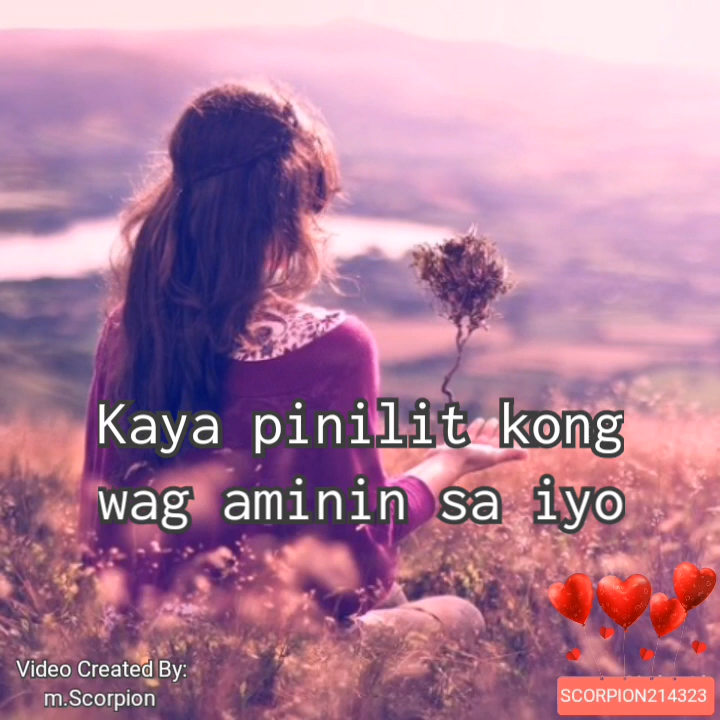 Kaya pinilit kong
wag aminin sa iyo
Video Created By:
m.Scorpion
SCORPION214323